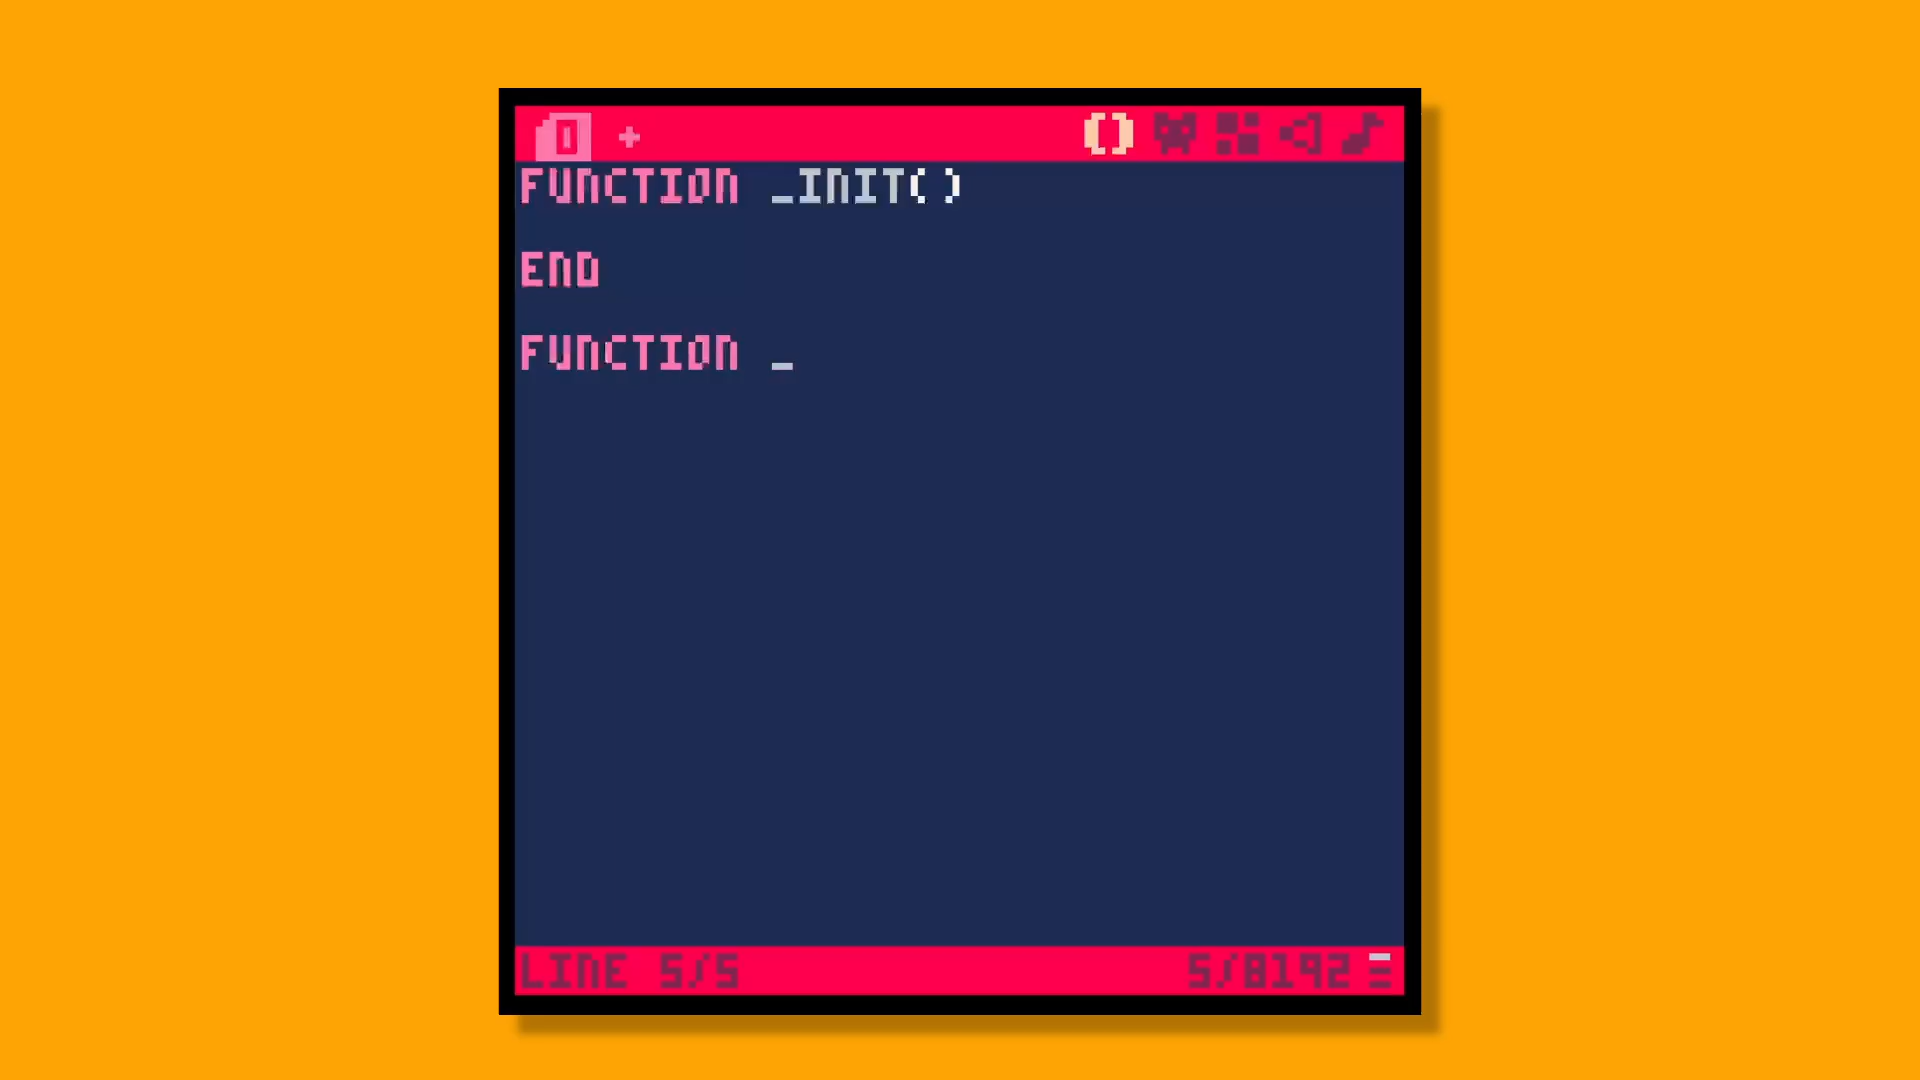 0 +
FUNCTION _INIT()
END
FUNCTION _
LINE 5/5 5/8192